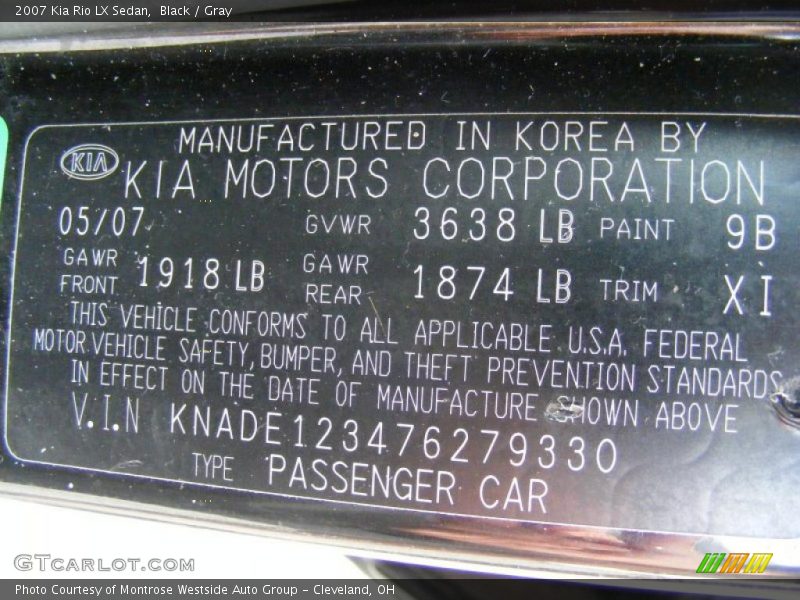 2007 Kia Rio LX Sedan, Black / Gray
MANUFACTURED IN KOREA BY
KIA KIA MOTORS CORPORATION
05/07 GVWR 3638 LB PAINT 9B
GAWR FRONT 1918 LB GAWR REAR 1874 LB TRIM XI
THIS VEHICLE CONFORMS TO ALL APPLICABLE U.S.A. FEDERAL
MOTOR VEHICLE SAFETY, BUMPER, AND THEFT PREVENTION STANDARDS
IN EFFECT ON THE DATE OF MANUFACTURE SHOWN ABOVE
V.I.N KNADE123476279330
TYPE PASSENGER CAR
GTCarlot.com
Photo Courtesy of Montrose Westside Auto Group - Cleveland, OH